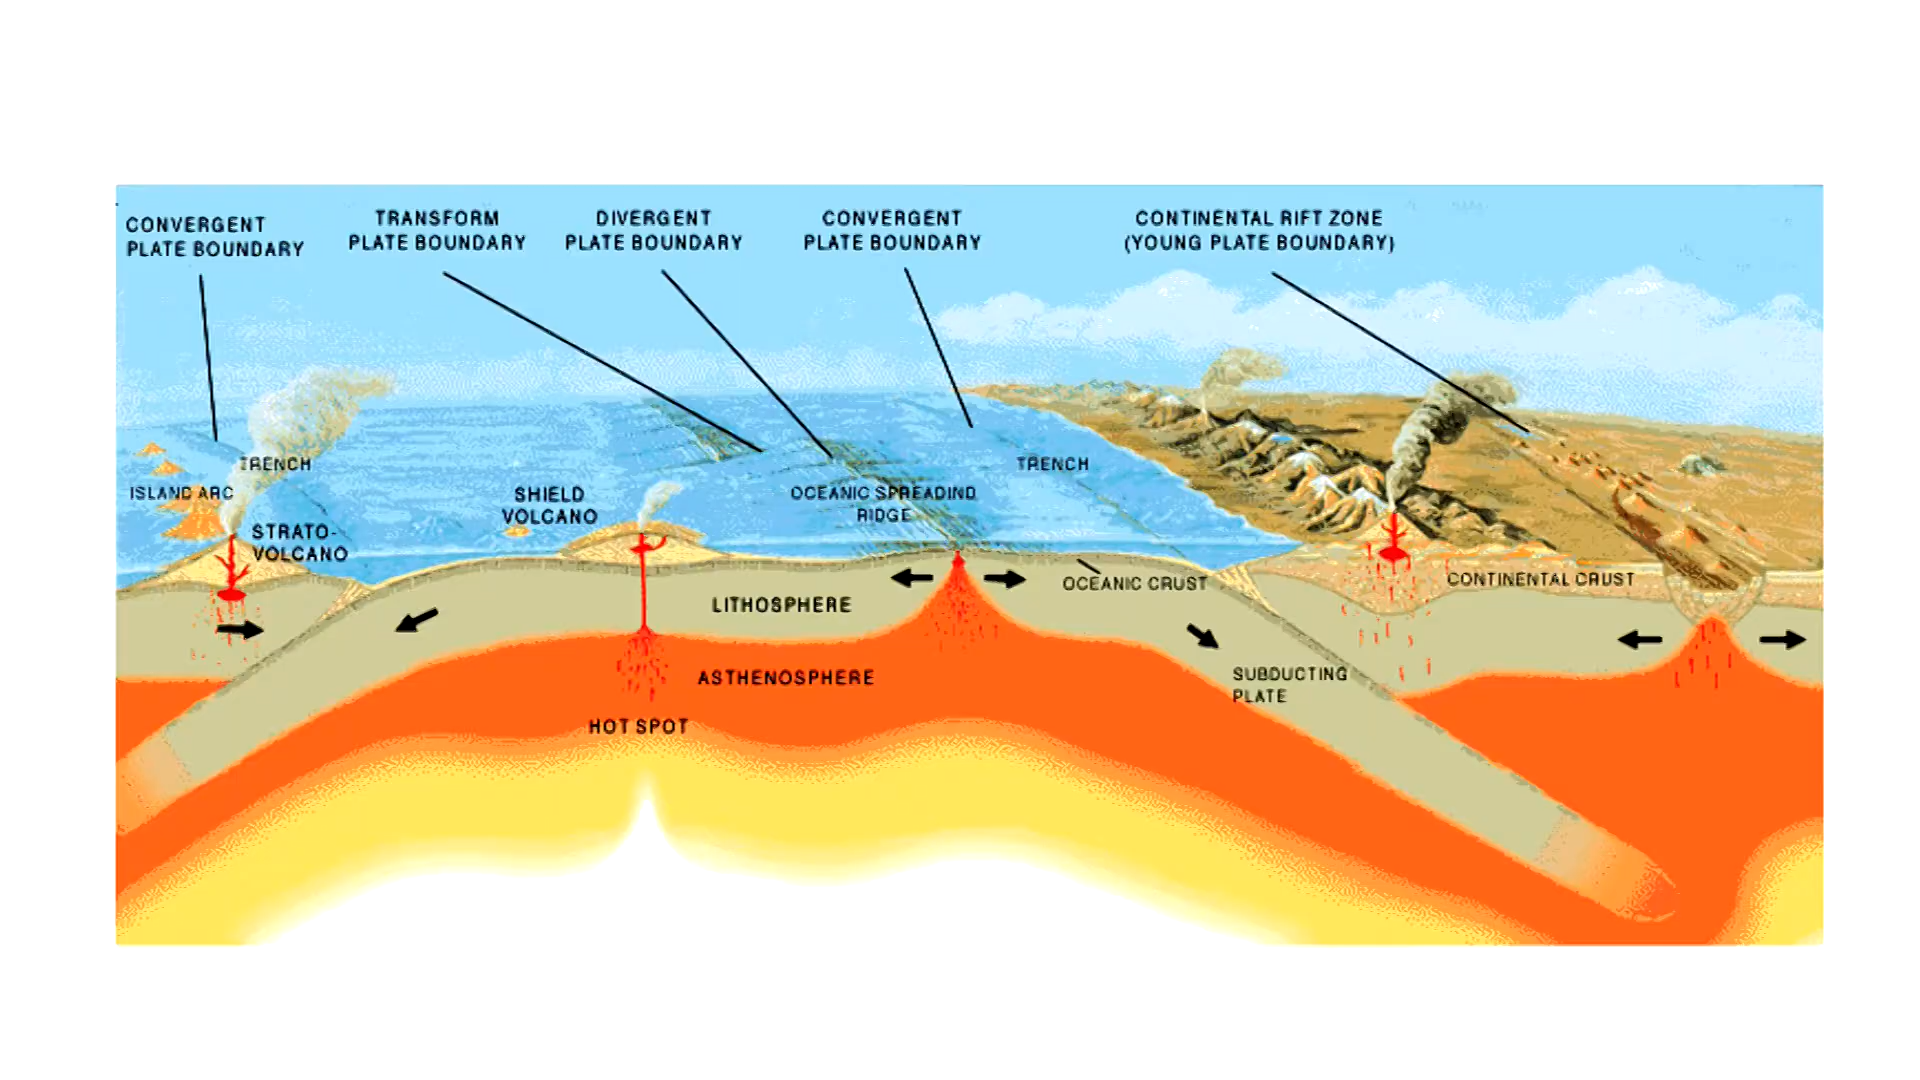 CONVERGENT
PLATE BOUNDARY
TRANSFORM
PLATE BOUNDARY
DIVERGENT
PLATE BOUNDARY
CONVERGENT
PLATE BOUNDARY
CONTINENTAL RIFT ZONE
(YOUNG PLATE BOUNDARY)
TRENCH
ISLAND ARC
STRATO-
VOLCANO
SHIELD
VOLCANO
OCEANIC SPREADIND
RIDGE
TRENCH
OCEANIC CRUST
CONTINENTAL CRUST
LITHOSPHERE
ASTHENOSPHERE
HOT SPOT
SUBDUCTING
PLATE